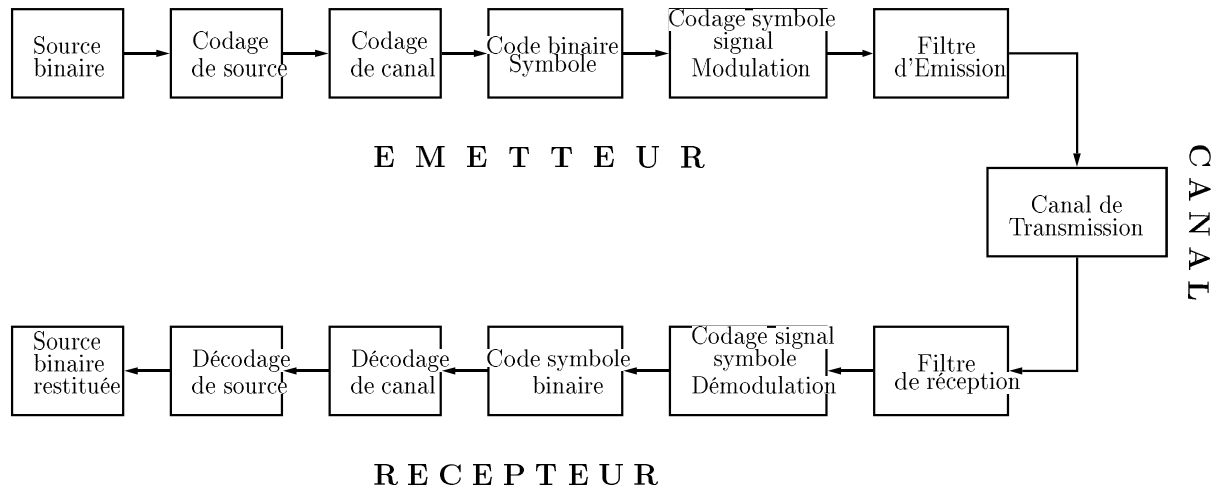 Source
binaire
Codage
de source
Codage
de canal
Code binaire
Symbole
Codage symbole
signal
Modulation
Filtre
d'Emission
E M E T T E U R
Canal de
Transmission
C A N A L
Source
binaire
restituée
Décodage
de source
Décodage
de canal
Code symbole
binaire
Codage signal
symbole
Démodulation
Filtre
de réception
R E C E P T E U R